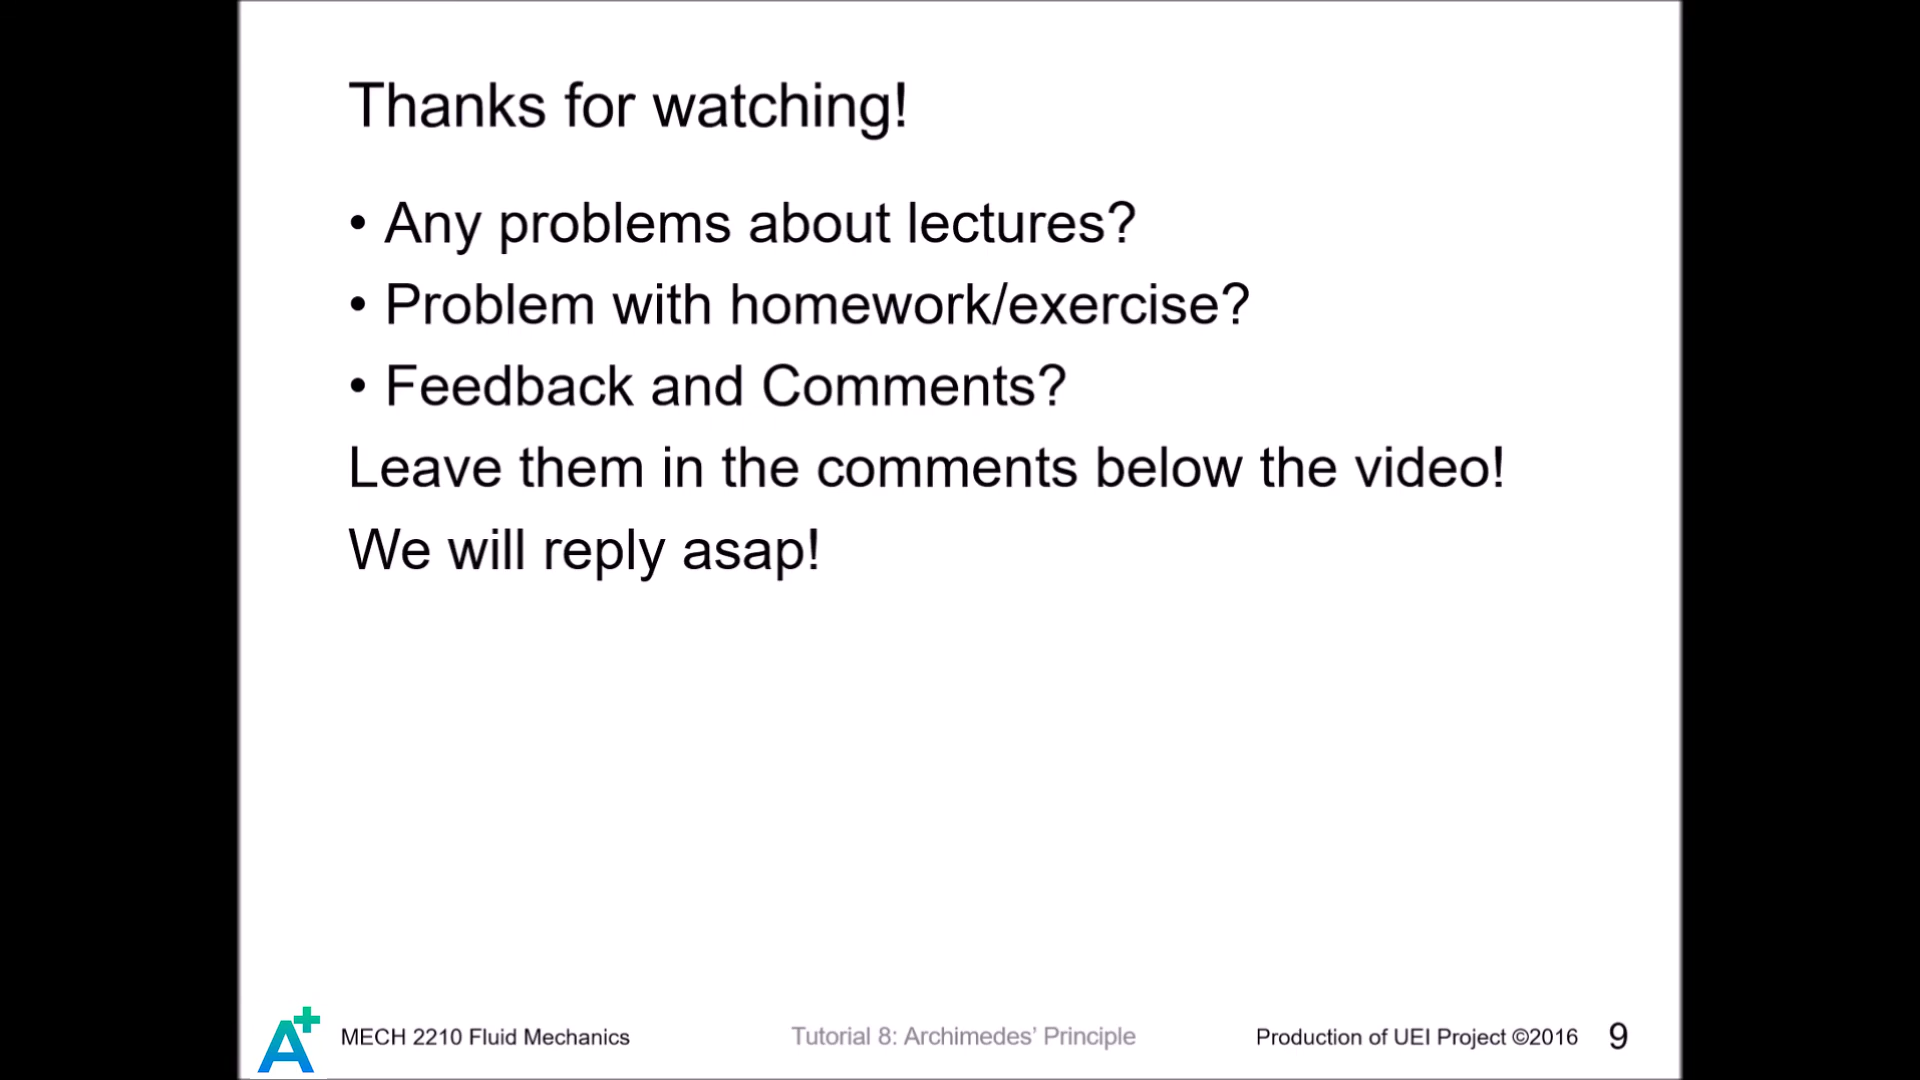 Thanks for watching!
• Any problems about lectures?
• Problem with homework/exercise?
• Feedback and Comments?
Leave them in the comments below the video!
We will reply asap!
A+ MECH 2210 Fluid Mechanics Tutorial 8: Archimedes’ Principle Production of UEI Project ©2016 9